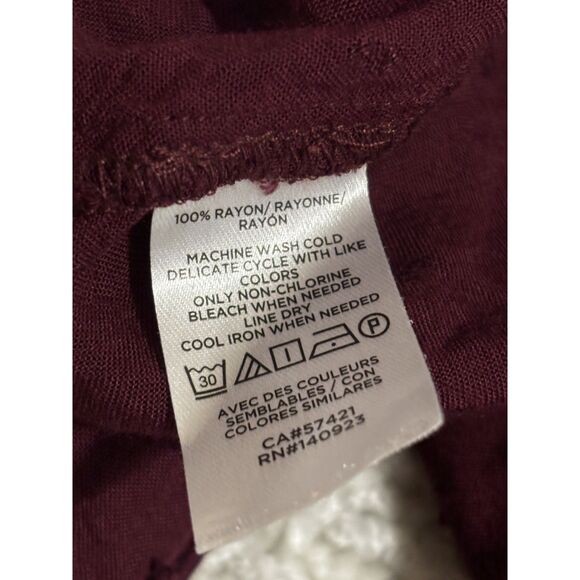 100% RAYON/ RAYONNE/
RAYÓN
MACHINE WASH COLD
DELICATE CYCLE WITH LIKE
COLORS
ONLY NON-CHLORINE
BLEACH WHEN NEEDED
LINE DRY
COOL IRON WHEN NEEDED
30 P
AVEC DES COULEURS
SEMBLABLES / CON
COLORES SIMILARES
CA#57421
RN#140923